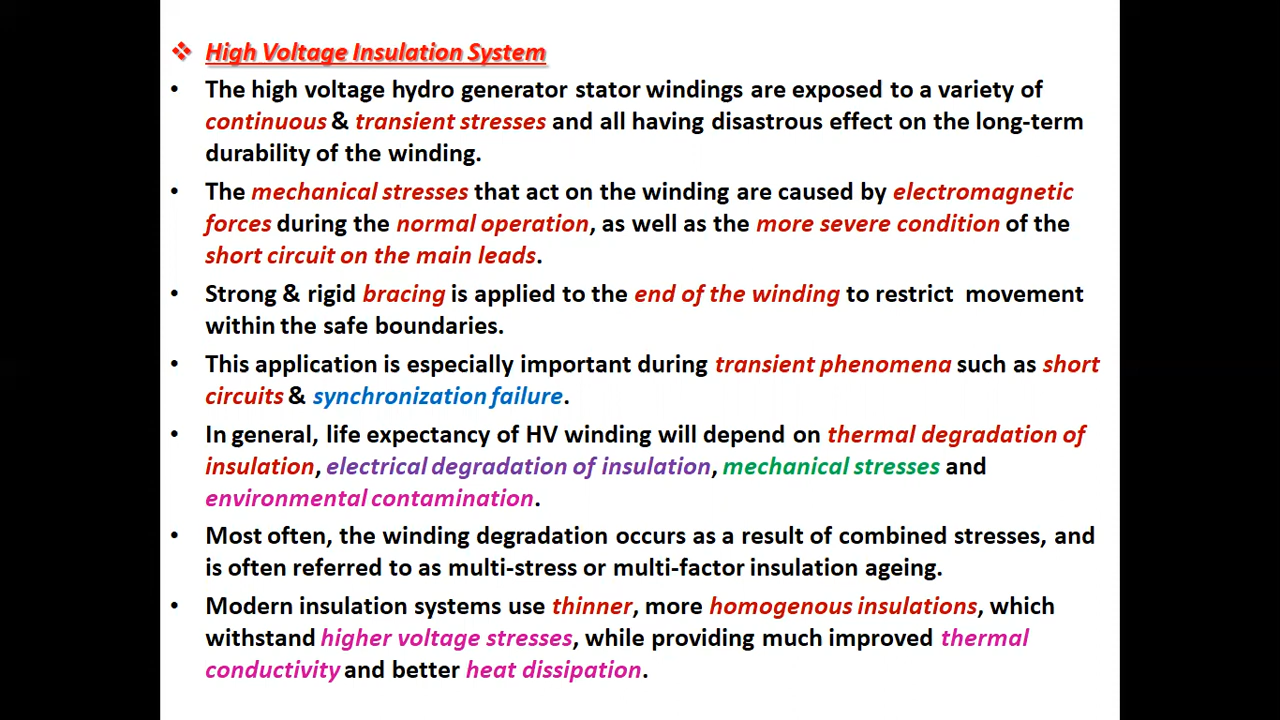 ❖ High Voltage Insulation System
• The high voltage hydro generator stator windings are exposed to a variety of
continuous & transient stresses and all having disastrous effect on the long-term
durability of the winding.
• The mechanical stresses that act on the winding are caused by electromagnetic
forces during the normal operation, as well as the more severe condition of the
short circuit on the main leads.
• Strong & rigid bracing is applied to the end of the winding to restrict movement
within the safe boundaries.
• This application is especially important during transient phenomena such as short
circuits & synchronization failure.
• In general, life expectancy of HV winding will depend on thermal degradation of
insulation, electrical degradation of insulation, mechanical stresses and
environmental contamination.
• Most often, the winding degradation occurs as a result of combined stresses, and
is often referred to as multi-stress or multi-factor insulation ageing.
• Modern insulation systems use thinner, more homogenous insulations, which
withstand higher voltage stresses, while providing much improved thermal
conductivity and better heat dissipation.